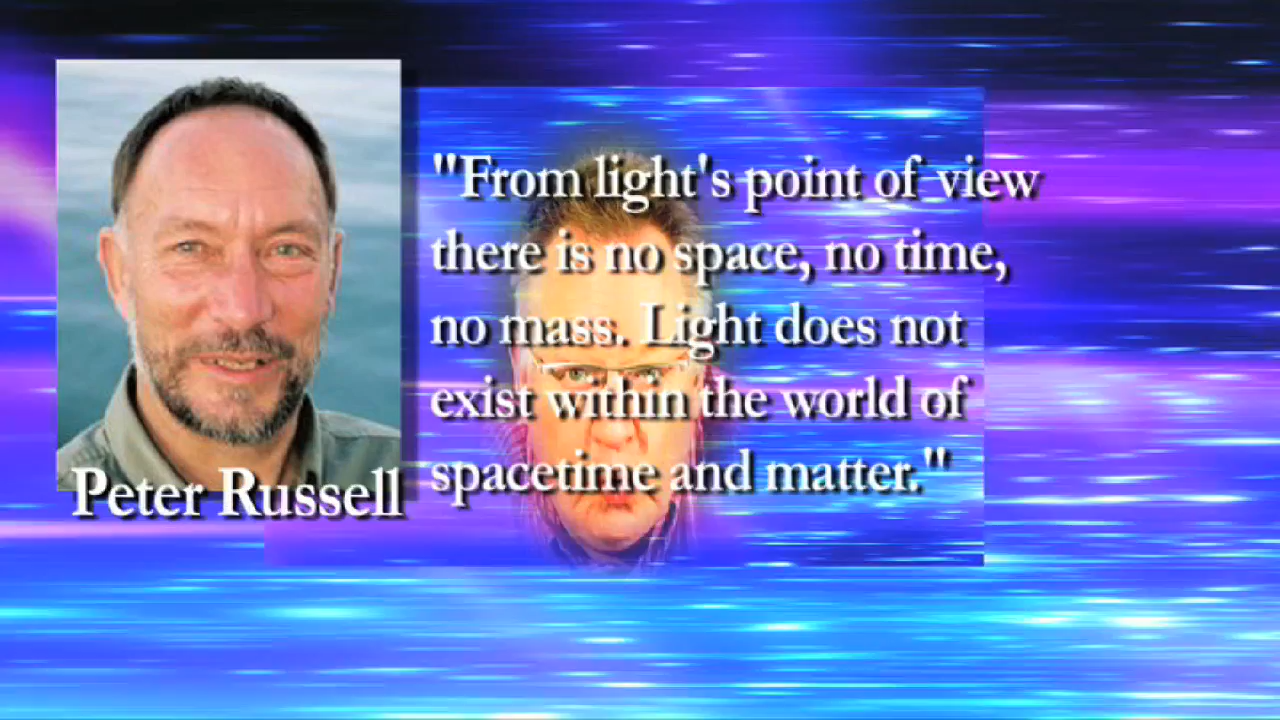 "From light's point of view
there is no space, no time,
no mass. Light does not
exist within the world of
spacetime and matter."
Peter Russell